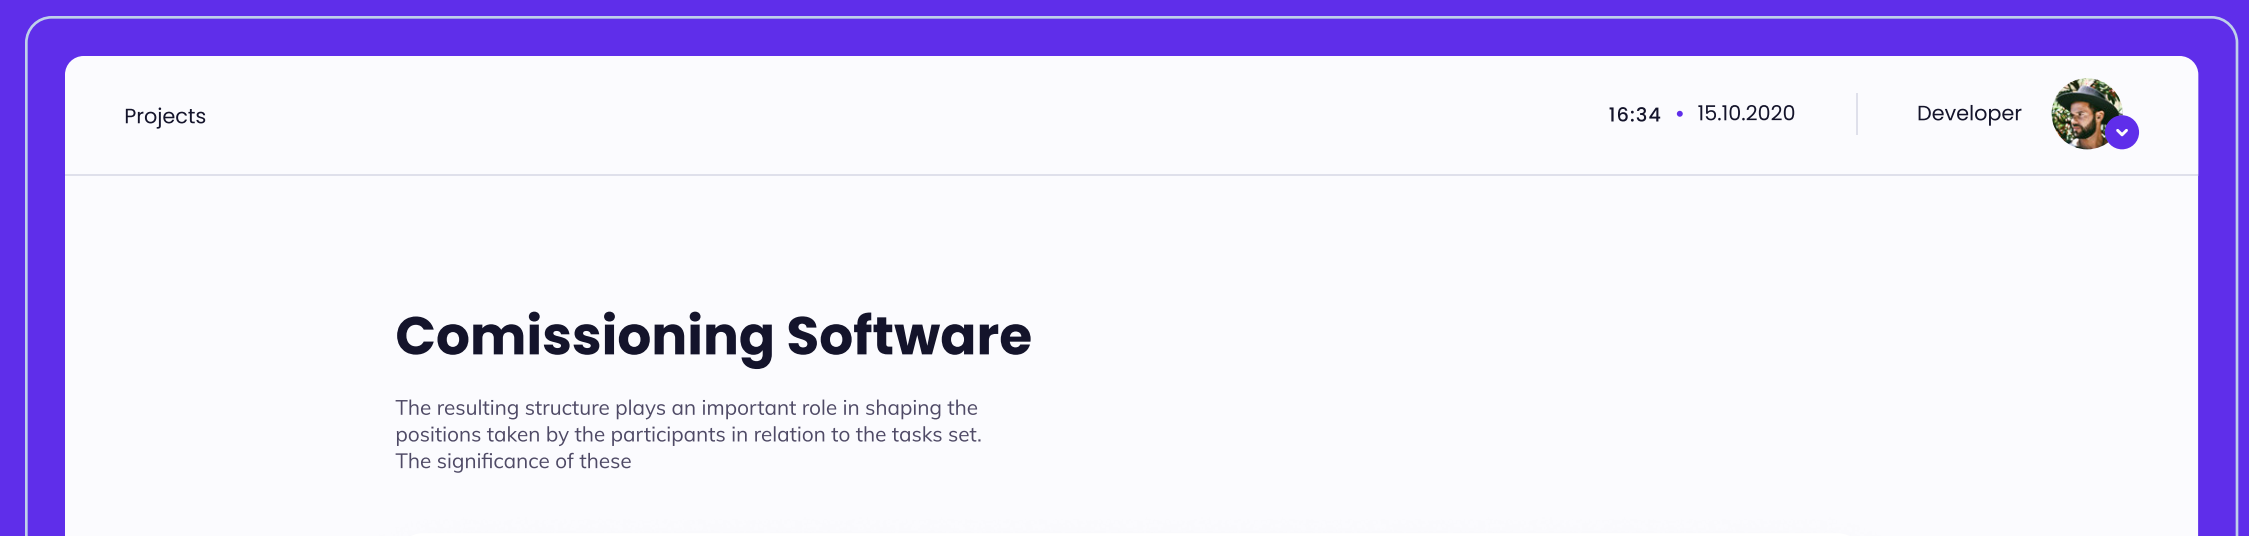 Projects
16:34 • 15.10.2020
Developer
Comissioning Software
The resulting structure plays an important role in shaping the
positions taken by the participants in relation to the tasks set.
The significance of these